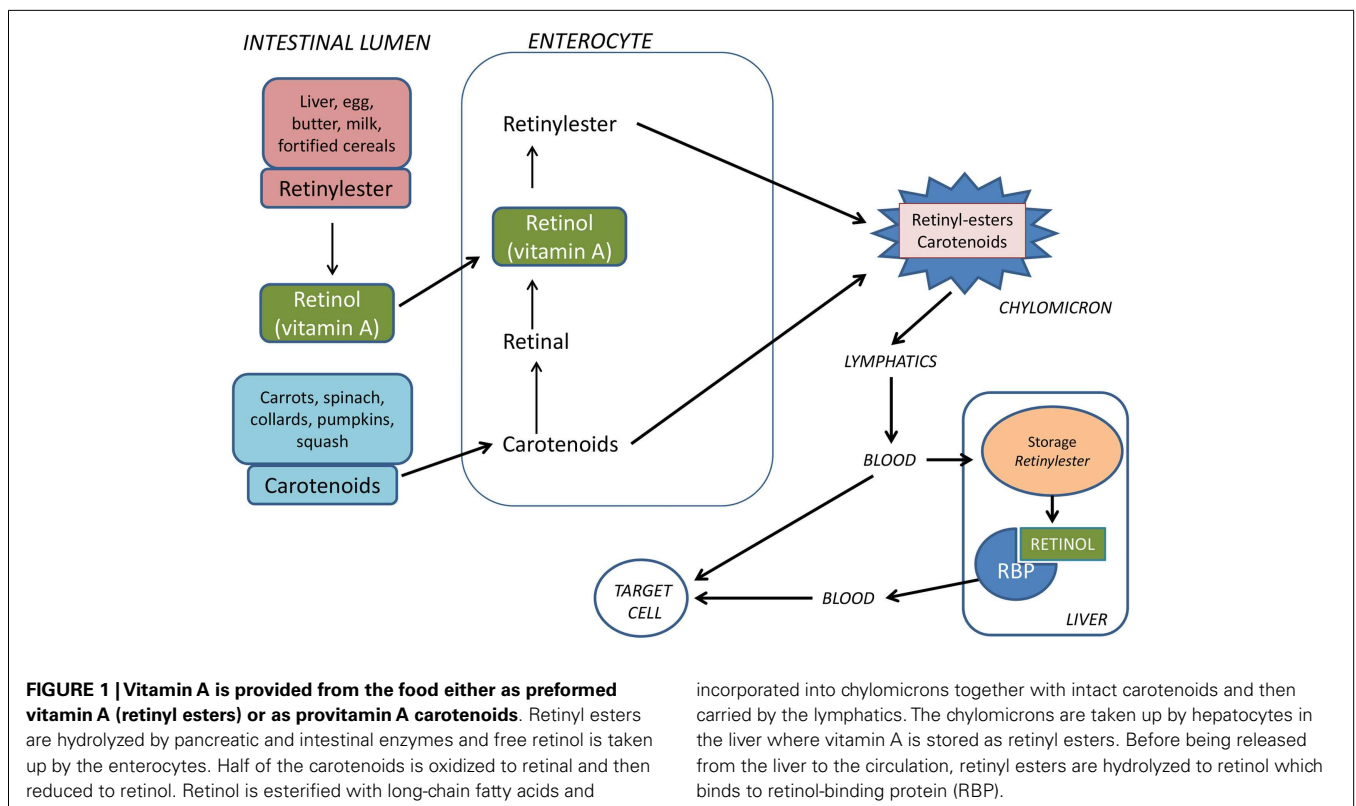 INTESTINAL LUMEN
Liver, egg,
butter, milk,
fortified cereals
Retinylester
Retinol
(vitamin A)
Carrots, spinach,
collards, pumpkins,
squash
Carotenoids
ENTEROCYTE
Retinylester
Retinol
(vitamin A)
Retinal
Carotenoids
Retinyl-esters
Carotenoids
CHYLOMICRON
LYMPHATICS
BLOOD
Storage
Retinylester
RETINOL
RBP
LIVER
BLOOD
TARGET
CELL
FIGURE 1 | Vitamin A is provided from the food either as preformed
vitamin A (retinyl esters) or as provitamin A carotenoids. Retinyl esters
are hydrolyzed by pancreatic and intestinal enzymes and free retinol is taken
up by the enterocytes. Half of the carotenoids is oxidized to retinal and then
reduced to retinol. Retinol is esterified with long-chain fatty acids and
incorporated into chylomicrons together with intact carotenoids and then
carried by the lymphatics. The chylomicrons are taken up by hepatocytes in
the liver where vitamin A is stored as retinyl esters. Before being released
from the liver to the circulation, retinyl esters are hydrolyzed to retinol which
binds to retinol-binding protein (RBP).